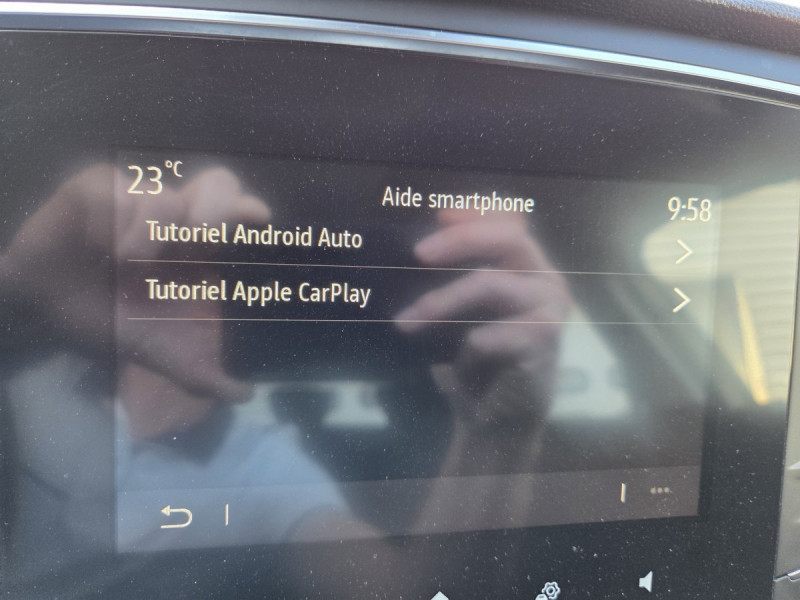 23°C
Aide smartphone
9:58
Tutoriel Android Auto
Tutoriel Apple CarPlay